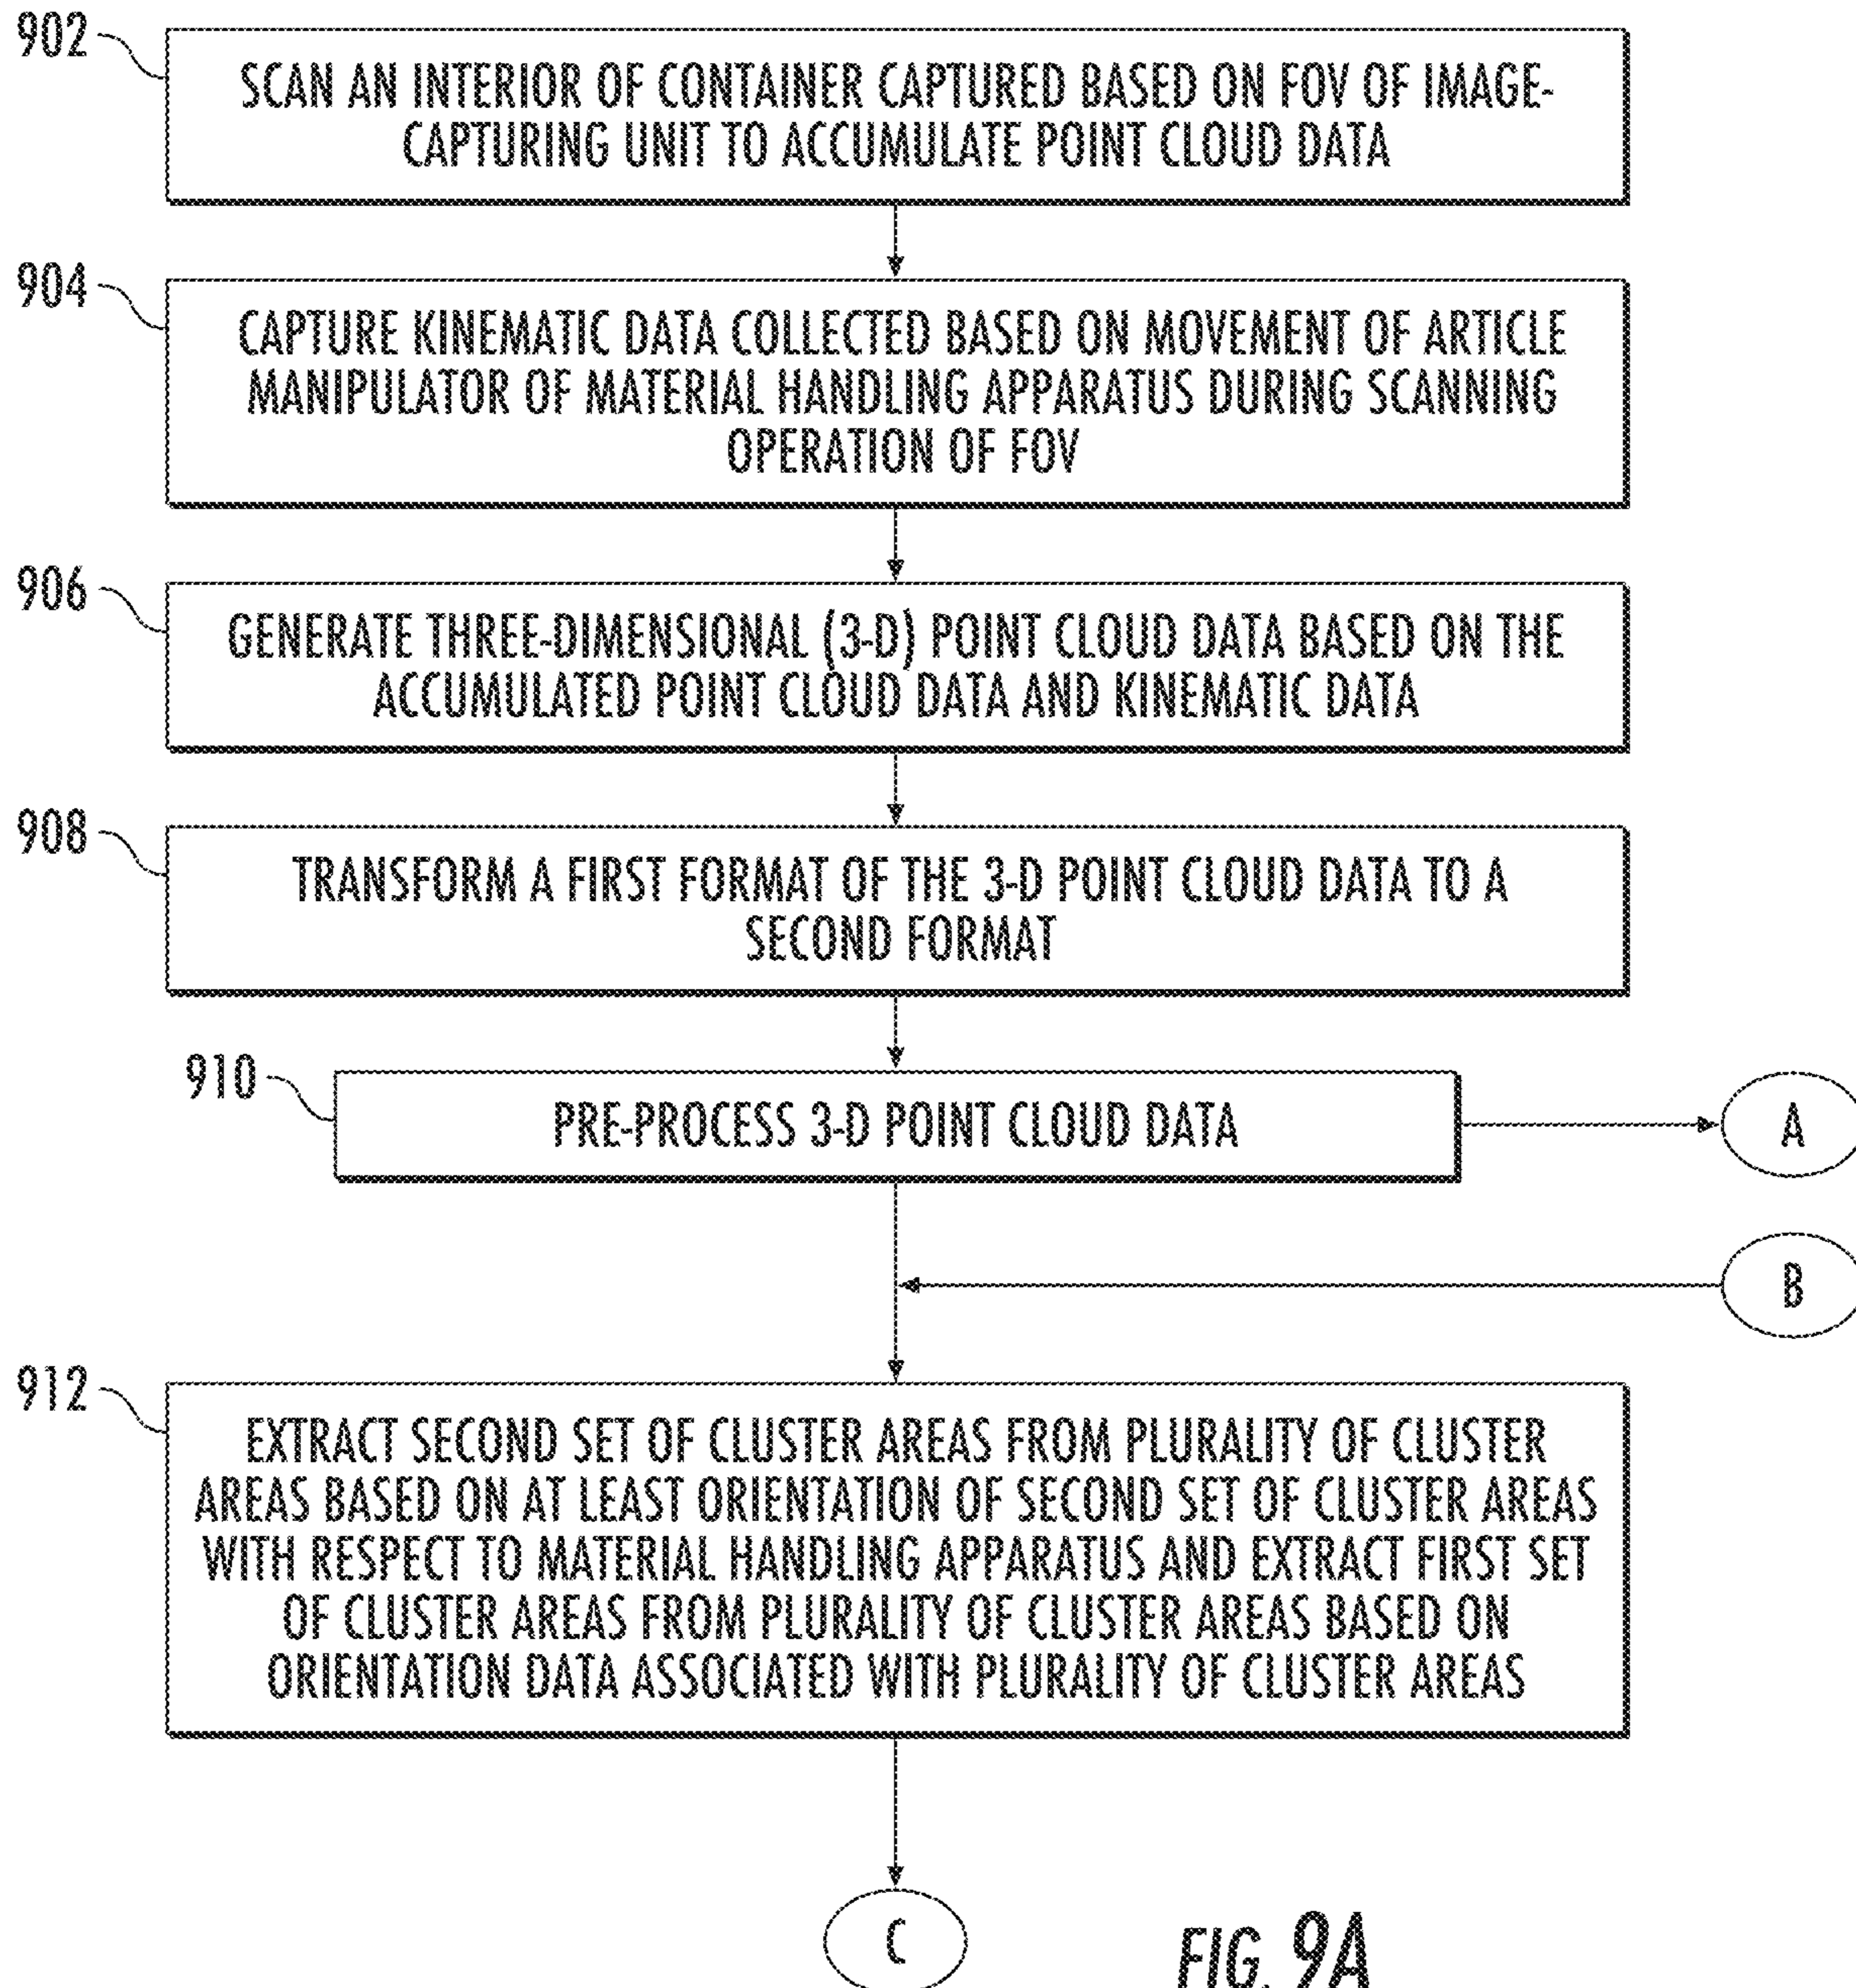 902
SCAN AN INTERIOR OF CONTAINER CAPTURED BASED ON FOV OF IMAGE-
CAPTURING UNIT TO ACCUMULATE POINT CLOUD DATA
904
CAPTURE KINEMATIC DATA COLLECTED BASED ON MOVEMENT OF ARTICLE
MANIPULATOR OF MATERIAL HANDLING APPARATUS DURING SCANNING
OPERATION OF FOV
906
GENERATE THREE-DIMENSIONAL (3-D) POINT CLOUD DATA BASED ON THE
ACCUMULATED POINT CLOUD DATA AND KINEMATIC DATA
908
TRANSFORM A FIRST FORMAT OF THE 3-D POINT CLOUD DATA TO A
SECOND FORMAT
910
PRE-PROCESS 3-D POINT CLOUD DATA
A
B
912
EXTRACT SECOND SET OF CLUSTER AREAS FROM PLURALITY OF CLUSTER
AREAS BASED ON AT LEAST ORIENTATION OF SECOND SET OF CLUSTER AREAS
WITH RESPECT TO MATERIAL HANDLING APPARATUS AND EXTRACT FIRST SET
OF CLUSTER AREAS FROM PLURALITY OF CLUSTER AREAS BASED ON
ORIENTATION DATA ASSOCIATED WITH PLURALITY OF CLUSTER AREAS
C
FIG. 9A